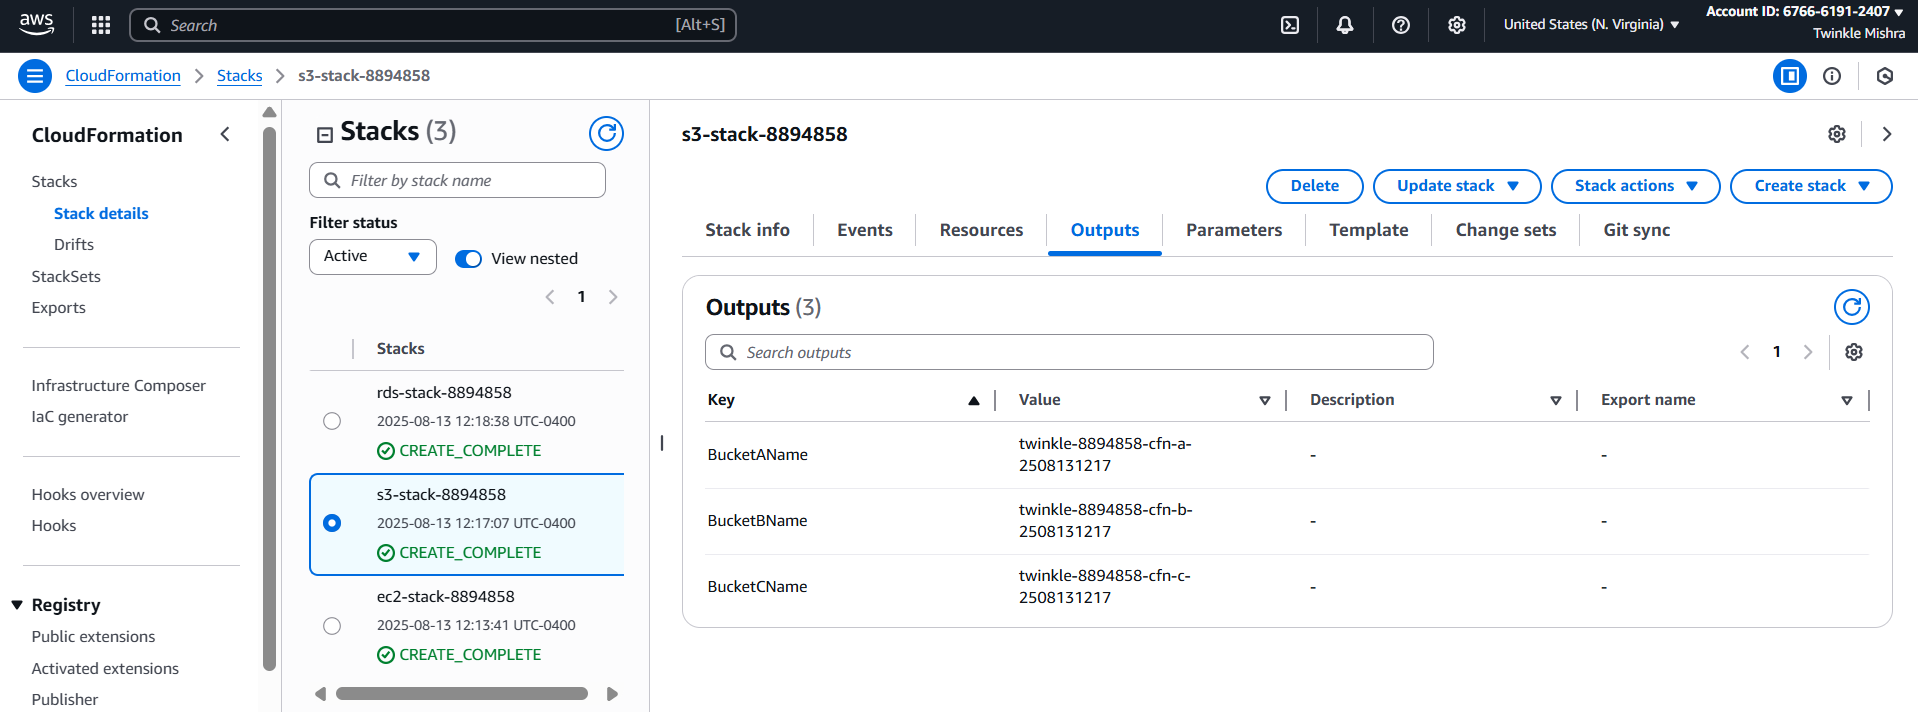 aws
Search
[Alt+S]
United States (N. Virginia)
Account ID: 6766-6191-2407
Twinkle Mishra
CloudFormation
Stacks
s3-stack-8894858
CloudFormation
Stacks
Stack details
Drifts
StackSets
Exports
Infrastructure Composer
IaC generator
Hooks overview
Hooks
Registry
Public extensions
Activated extensions
Publisher
Stacks (3)
Filter by stack name
Filter status
Active
View nested
1
Stacks
rds-stack-8894858
2025-08-13 12:18:38 UTC-0400
CREATE_COMPLETE
s3-stack-8894858
2025-08-13 12:17:07 UTC-0400
CREATE_COMPLETE
ec2-stack-8894858
2025-08-13 12:13:41 UTC-0400
CREATE_COMPLETE
s3-stack-8894858
Delete
Update stack
Stack actions
Create stack
Stack info
Events
Resources
Outputs
Parameters
Template
Change sets
Git sync
Outputs (3)
Search outputs
1
Key
Value
Description
Export name
BucketAName
twinkle-8894858-cfn-a-
2508131217
-
-
BucketBName
twinkle-8894858-cfn-b-
2508131217
-
-
BucketCName
twinkle-8894858-cfn-c-
2508131217
-
-